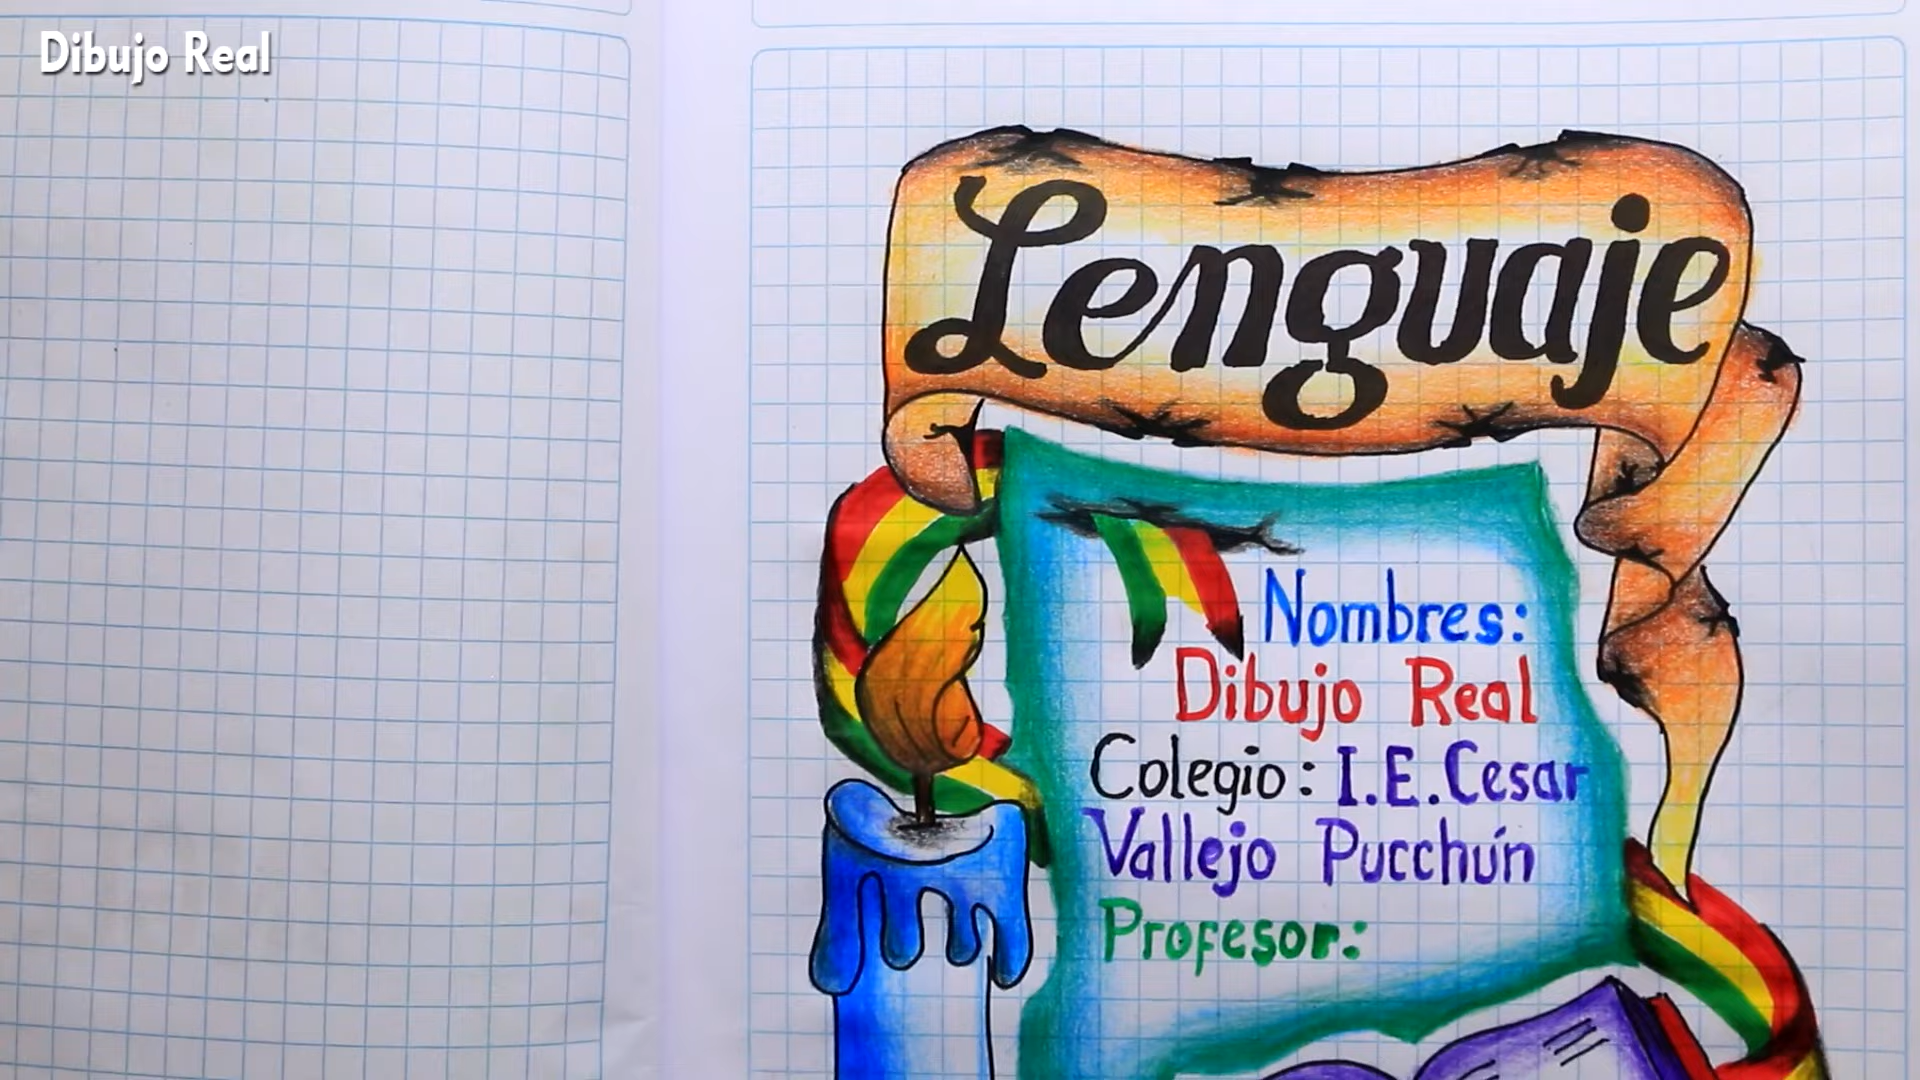 Dibujo Real
Lenguaje
Nombres:
Dibujo Real
Colegio: I.E. Cesar
Vallejo Pucchún
Profesor: